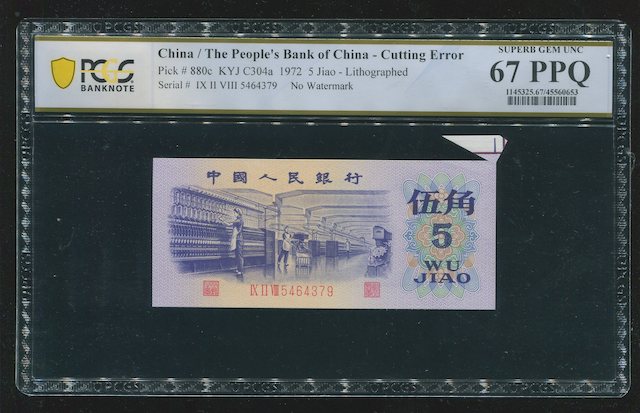 PCGS
BANKNOTE
China / The People's Bank of China - Cutting Error
Pick # 880c KYJ C304a 1972 5 Jiao - Lithographed
Serial # IX II VIII 5464379 No Watermark
SUPERB GEM UNC
67 PPQ
1145325.67/45560653
中國人民銀行
伍角
5
WU
JIAO
IX II VIII 5464379